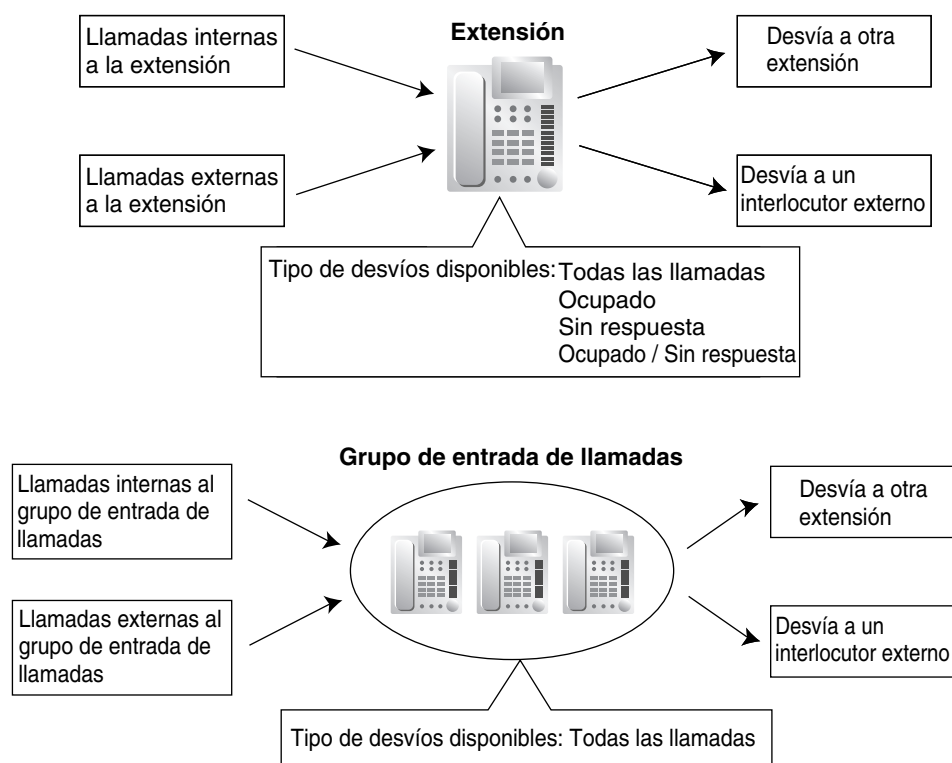 Extensión
Llamadas internas
a la extensión
Desvía a otra
extensión
Llamadas externas
a la extensión
Desvía a un
interlocutor externo
Tipo de desvíos disponibles: Todas las llamadas
Ocupado
Sin respuesta
Ocupado / Sin respuesta
Grupo de entrada de llamadas
Llamadas internas al
grupo de entrada de
llamadas
Desvía a otra
extensión
Llamadas externas al
grupo de entrada de
llamadas
Desvía a un
interlocutor externo
Tipo de desvíos disponibles: Todas las llamadas